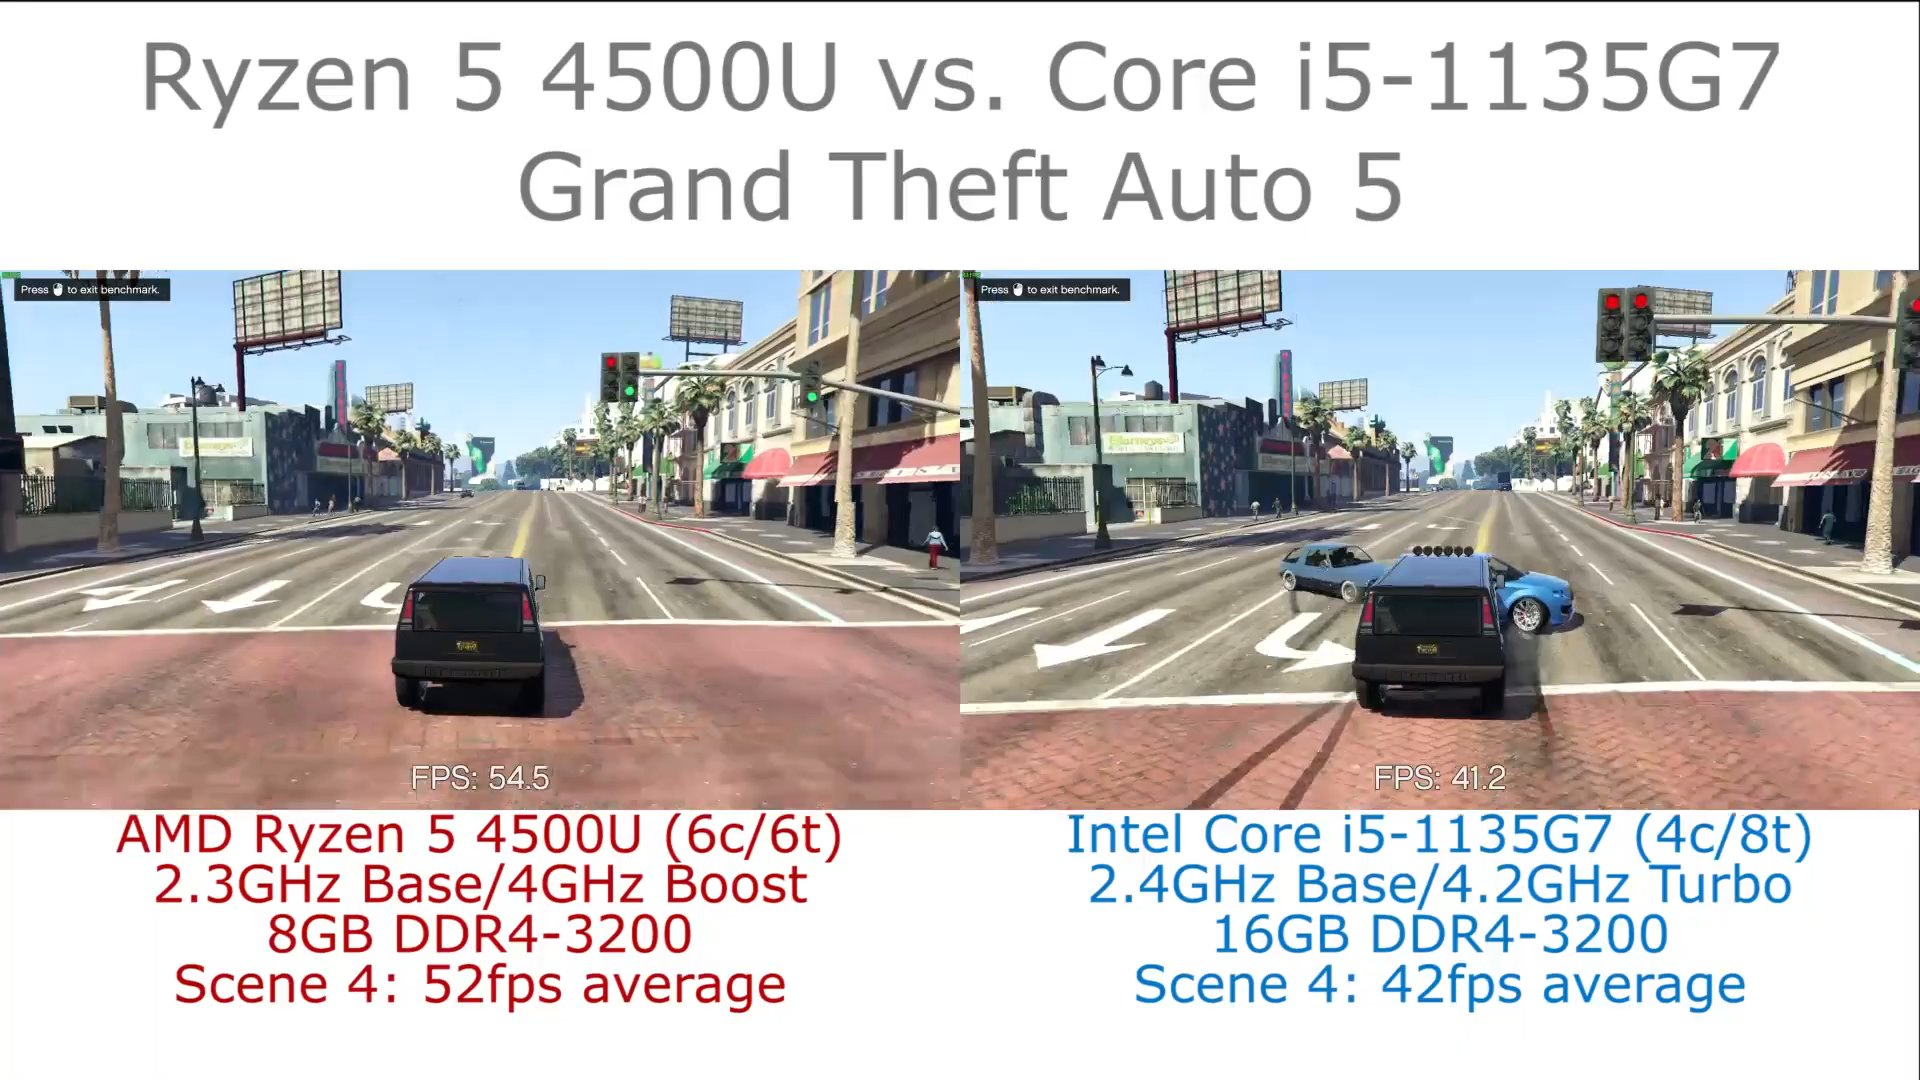 Ryzen 5 4500U vs. Core i5-1135G7
Grand Theft Auto 5
Press to exit benchmark.
Press to exit benchmark.
FPS: 54.5
FPS: 41.2
AMD Ryzen 5 4500U (6c/6t)
2.3GHz Base/4GHz Boost
8GB DDR4-3200
Scene 4: 52fps average
Intel Core i5-1135G7 (4c/8t)
2.4GHz Base/4.2GHz Turbo
16GB DDR4-3200
Scene 4: 42fps average